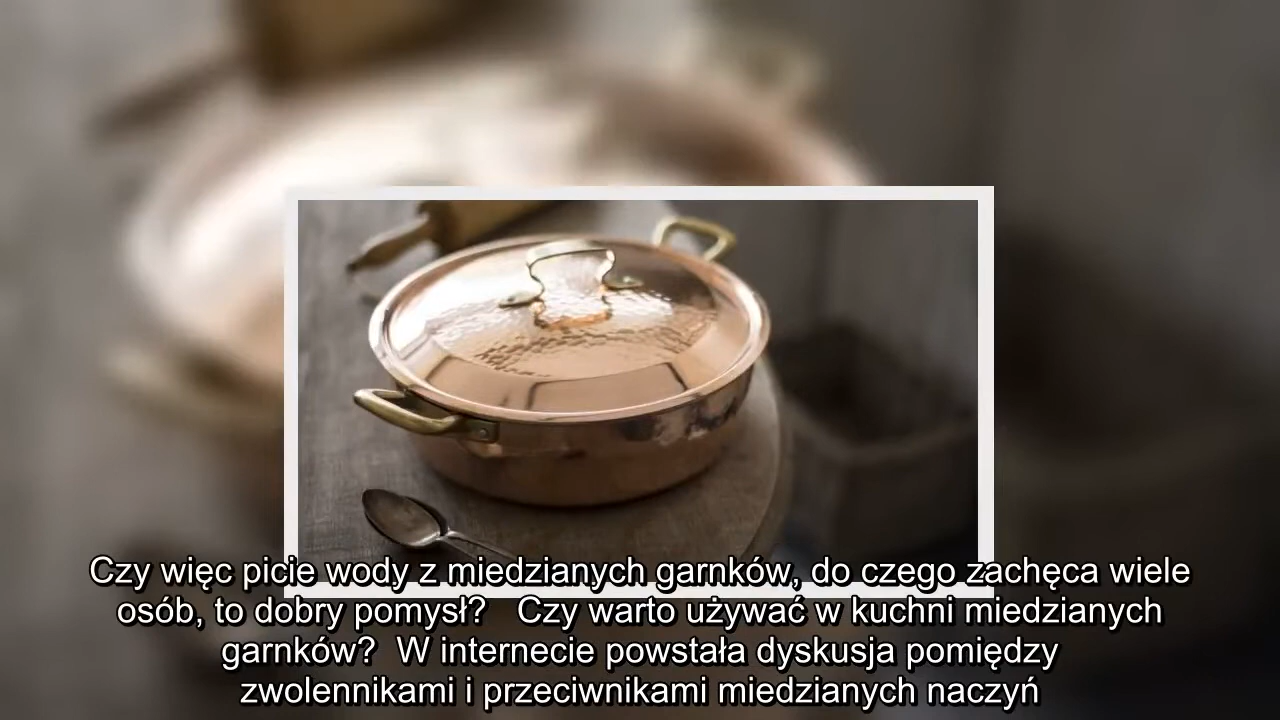 Czy więc picie wody z miedzianych garnków, do czego zachęca wiele
osób, to dobry pomysł? Czy warto używać w kuchni miedzianych
garnków? W internecie powstała dyskusja pomiędzy
zwolennikami i przeciwnikami miedzianych naczyń